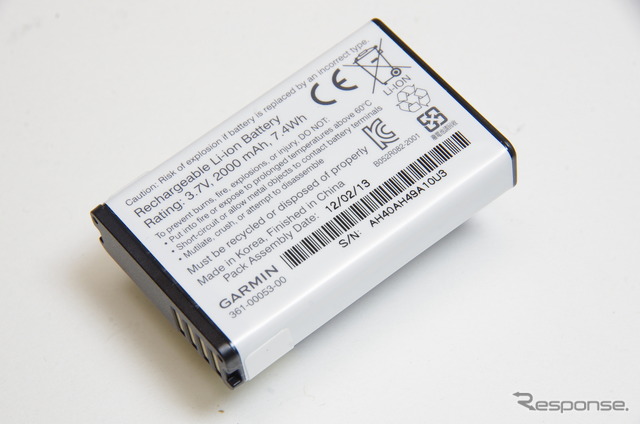 Caution: Risk of explosion if battery is replaced by an incorrect type.
Rechargeable Li-ion Battery
Rating: 3.7V, 2000 mAh, 7.4Wh
To prevent burns, fire, explosions, or injury, DO NOT:
• Put into fire or expose to prolonged temperatures above 60°C
• Short-circuit or allow metal objects to contact battery terminals
• Mutilate, crush, or attempt to disassemble
Must be recycled or disposed of properly
Made in Korea, Finished in China
Pack Assembly Date: 12/02/13
GARMIN
361-00053-00
S/N: AH40AH49A10U3
CE
Li-ION
B052R082-2001
Response.